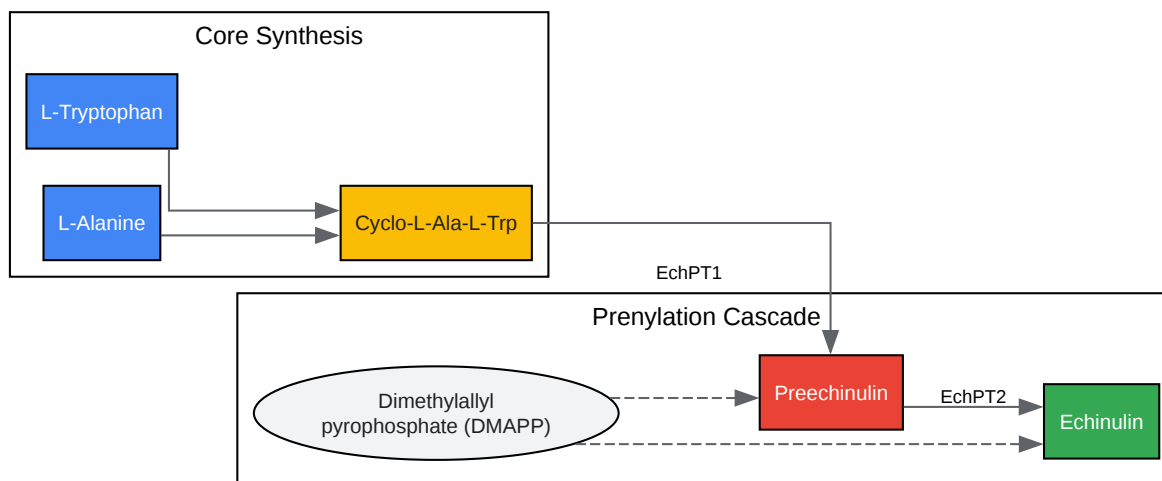 Core Synthesis
L-Tryptophan
L-Alanine
Cyclo-L-Ala-L-Trp
EchPT1
Prenylation Cascade
Dimethylallyl
pyrophosphate (DMAPP)
Preechinulin
EchPT2
Echinulin